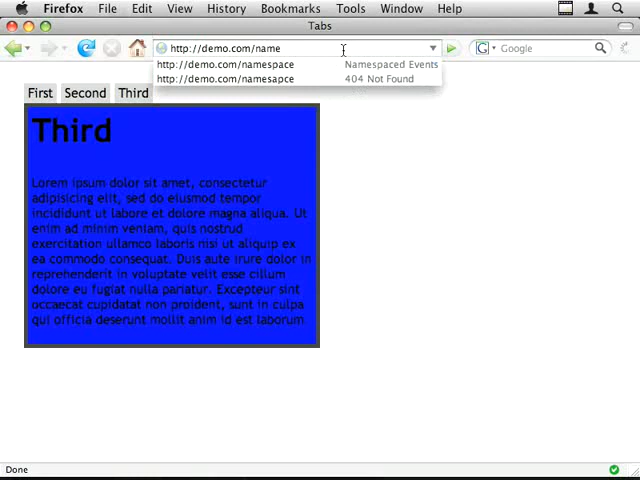 Firefox File Edit View History Bookmarks Tools Window Help
Tabs
http://demo.com/name
Google
http://demo.com/namespace Namespaced Events
http://demo.com/namesapce 404 Not Found
First Second Third
Third
Lorem ipsum dolor sit amet, consectetur
adipisicing elit, sed do eiusmod tempor
incididunt ut labore et dolore magna aliqua. Ut
enim ad minim veniam, quis nostrud
exercitation ullamco laboris nisi ut aliquip ex
ea commodo consequat. Duis aute irure dolor in
reprehenderit in voluptate velit esse cillum
dolore eu fugiat nulla pariatur. Excepteur sint
occaecat cupidatat non proident, sunt in culpa
qui officia deserunt mollit anim id est laborum
Done